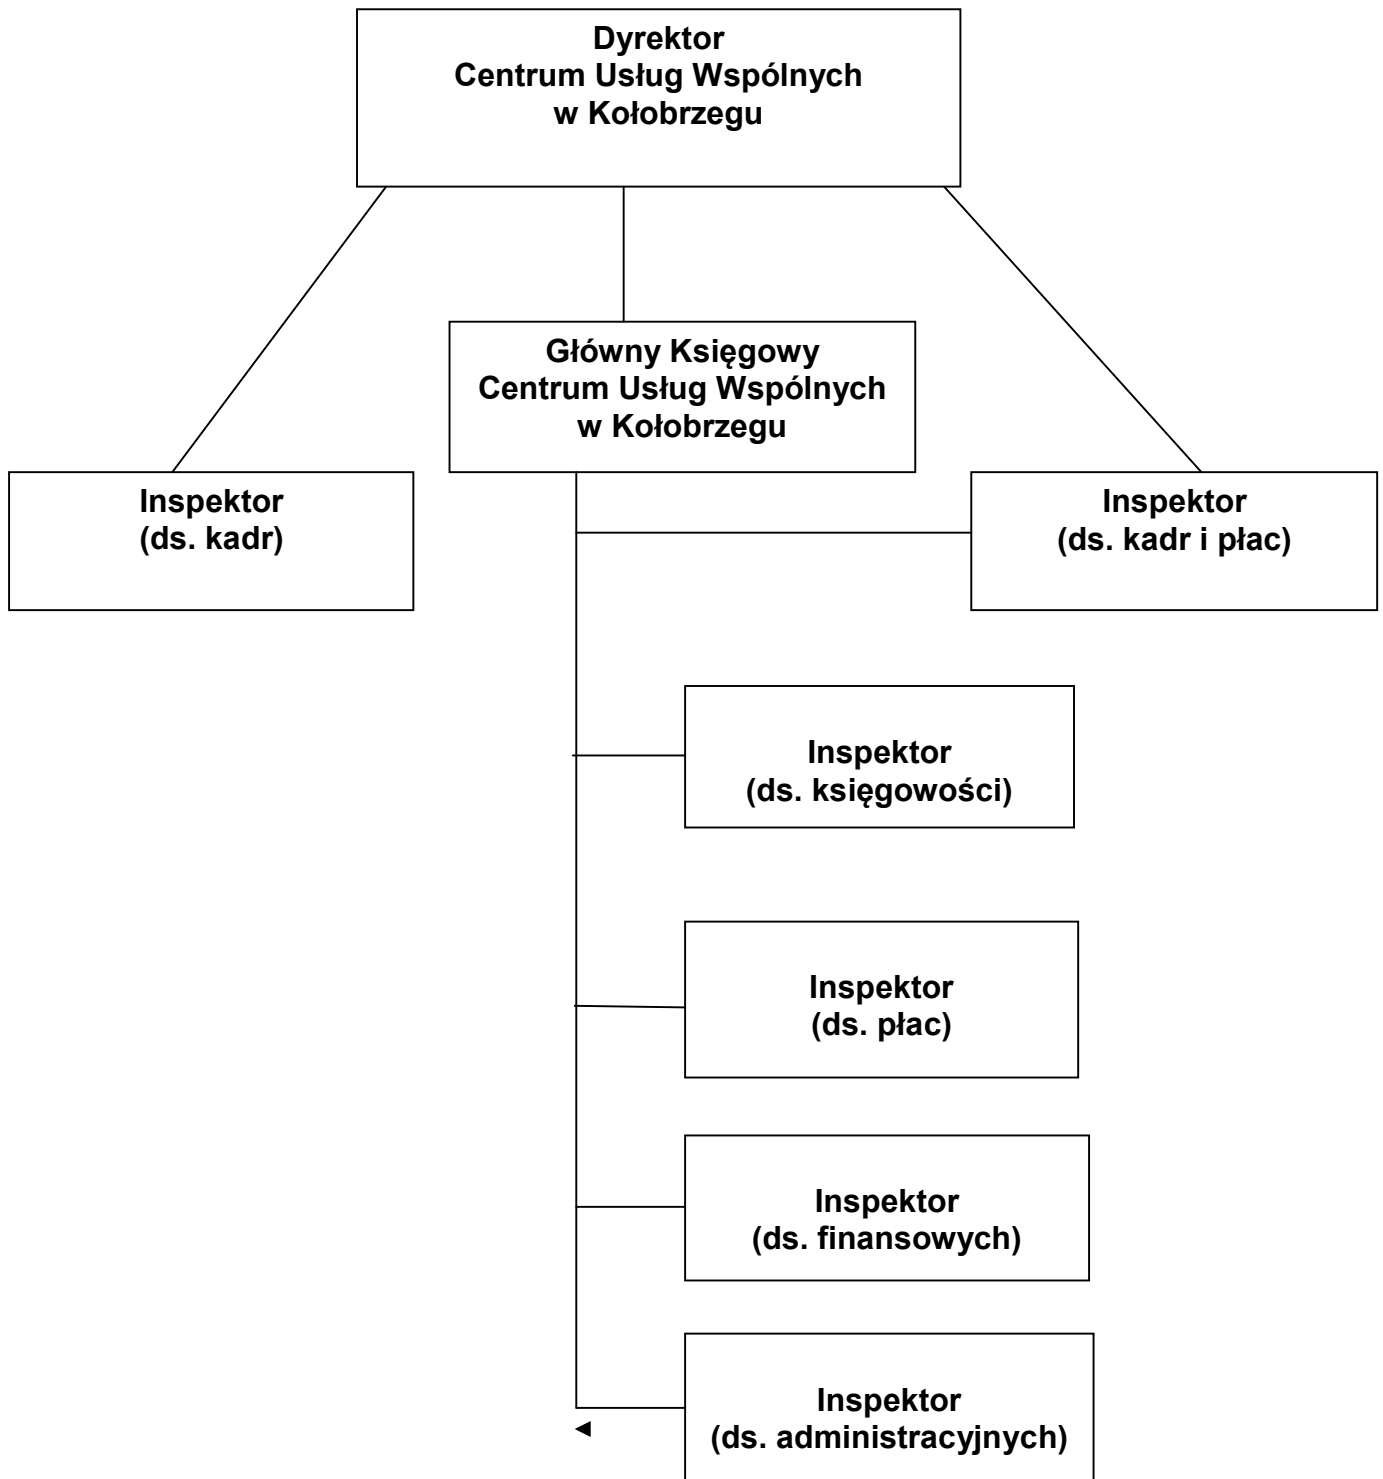 Dyrektor
Centrum Usług Wspólnych
w Kołobrzegu
Główny Księgowy
Centrum Usług Wspólnych
w Kołobrzegu
Inspektor
(ds. kadr)
Inspektor
(ds. kadr i płac)
Inspektor
(ds. księgowości)
Inspektor
(ds. płac)
Inspektor
(ds. finansowych)
Inspektor
(ds. administracyjnych)